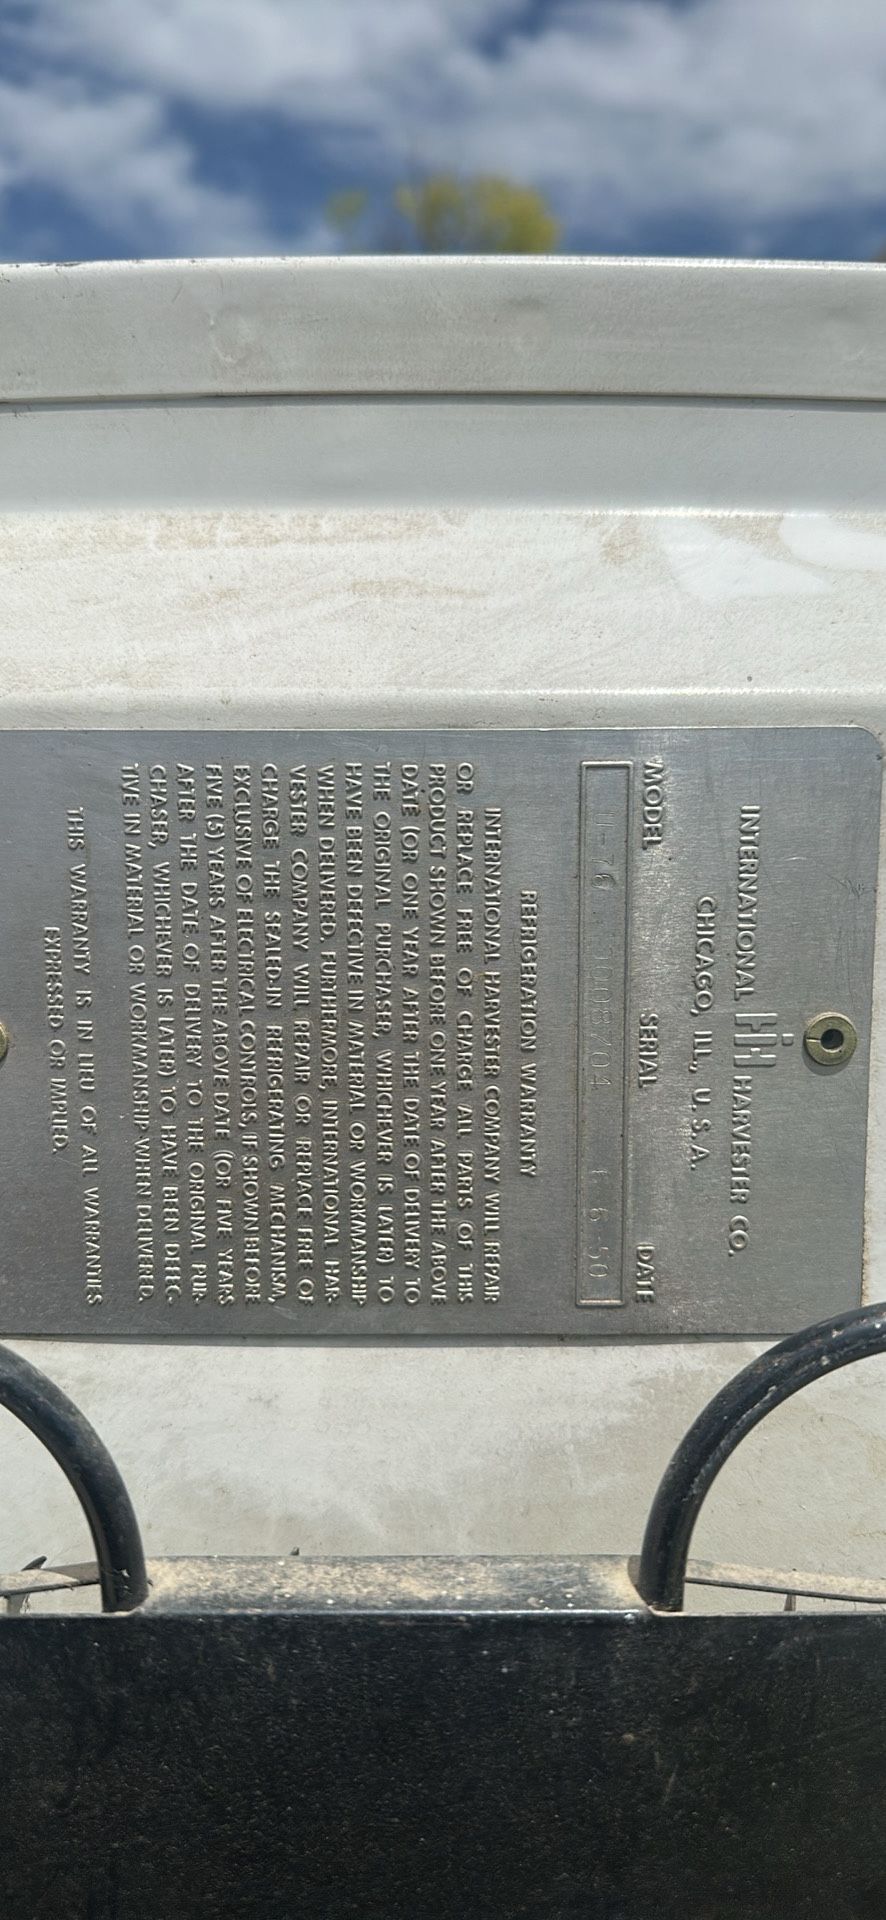 INTERNATIONAL IH HARVESTER CO.
CHICAGO, ILL., U.S.A.
MODEL SERIAL DATE
6-50
REFRIGERATION WARRANTY
INTERNATIONAL HARVESTER COMPANY WILL REPAIR
OR REPLACE FREE OF CHARGE ALL PARTS OF THIS
PRODUCT SHOWN BEFORE ONE YEAR AFTER THE ABOVE
DATE (OR ONE YEAR AFTER THE DATE OF DELIVERY TO
THE ORIGINAL PURCHASER, WHICHEVER IS LATER) TO
HAVE BEEN DEFECTIVE IN MATERIAL OR WORKMANSHIP
WHEN DELIVERED. FURTHERMORE, INTERNATIONAL HAR-
VESTER COMPANY WILL REPAIR OR REPLACE FREE OF
CHARGE THE SEALED-IN REFRIGERATING MECHANISM,
EXCLUSIVE OF ELECTRICAL CONTROLS, IF SHOWN BEFORE
FIVE (5) YEARS AFTER THE ABOVE DATE (OR FIVE YEARS
AFTER THE DATE OF DELIVERY TO THE ORIGINAL PUR-
CHASER, WHICHEVER IS LATER) TO HAVE BEEN DEFEC-
TIVE IN MATERIAL OR WORKMANSHIP WHEN DELIVERED.
THIS WARRANTY IS IN LIEU OF ALL WARRANTIES
EXPRESSED OR IMPLIED.